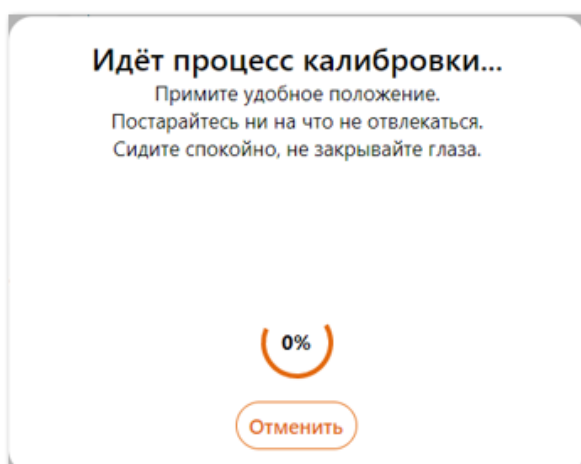 Идёт процесс калибровки...
Примите удобное положение.
Постарайтесь ни на что не отвлекаться.
Сидите спокойно, не закрывайте глаза.
0%
Отменить